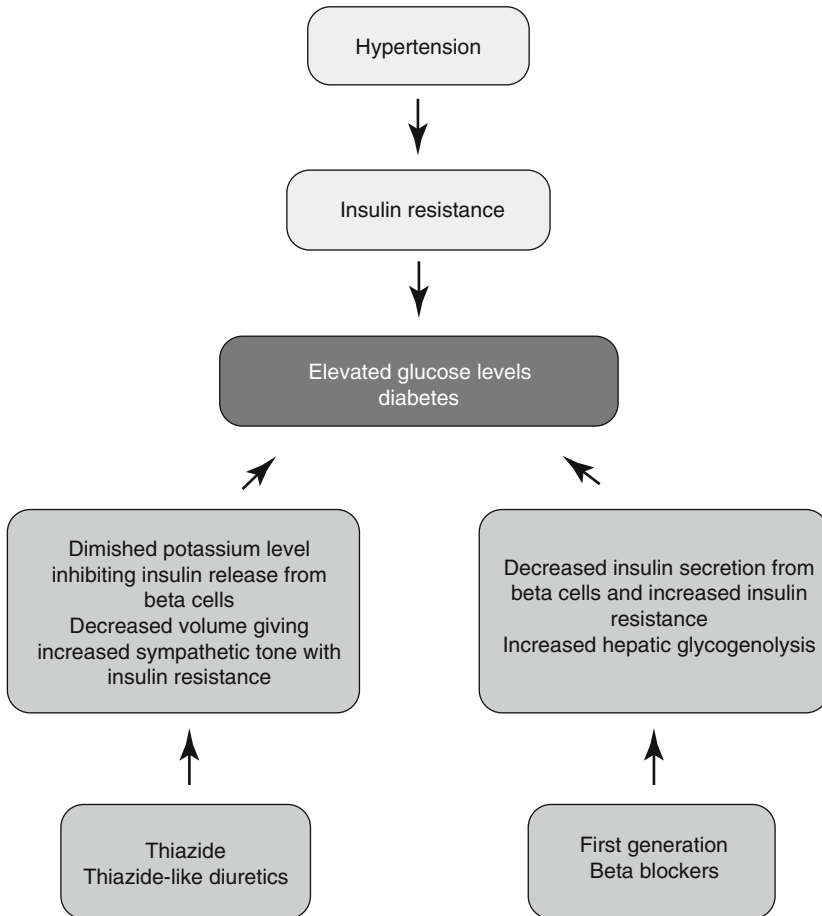 Hypertension
Insulin resistance
Elevated glucose levels
diabetes
Dimished potassium level
inhibiting insulin release from
beta cells
Decreased volume giving
increased sympathetic tone with
insulin resistance
Decreased insulin secretion from
beta cells and increased insulin
resistance
Increased hepatic glycogenolysis
Thiazide
Thiazide-like diuretics
First generation
Beta blockers